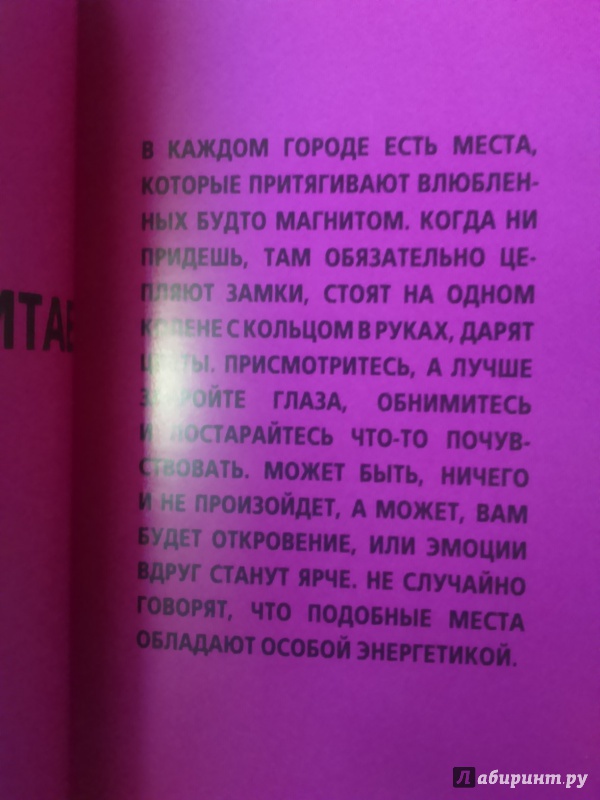 ИТАЕ
В КАЖДОМ ГОРОДЕ ЕСТЬ МЕСТА,
КОТОРЫЕ ПРИТЯГИВАЮТ ВЛЮБЛЕН-
НЫХ БУДТО МАГНИТОМ. КОГДА НИ
ПРИДЕШЬ, ТАМ ОБЯЗАТЕЛЬНО ЦЕ-
ПЛЯЮТ ЗАМКИ, СТОЯТ НА ОДНОМ
КОЛЕНЕ С КОЛЬЦОМ В РУКАХ, ДАРЯТ
ЦВЕТЫ. ПРИСМОТРИТЕСЬ, А ЛУЧШЕ
ЗАКРОЙТЕ ГЛАЗА, ОБНИМИТЕСЬ
И ПОСТАРАЙТЕСЬ ЧТО-ТО ПОЧУВ-
СТВОВАТЬ. МОЖЕТ БЫТЬ, НИЧЕГО
И НЕ ПРОИЗОЙДЕТ, А МОЖЕТ, ВАМ
БУДЕТ ОТКРОВЕНИЕ, ИЛИ ЭМОЦИИ
ВДРУГ СТАНУТ ЯРЧЕ. НЕ СЛУЧАЙНО
ГОВОРЯТ, ЧТО ПОДОБНЫЕ МЕСТА
ОБЛАДАЮТ ОСОБОЙ ЭНЕРГЕТИКОЙ.
Лабиринт.ру